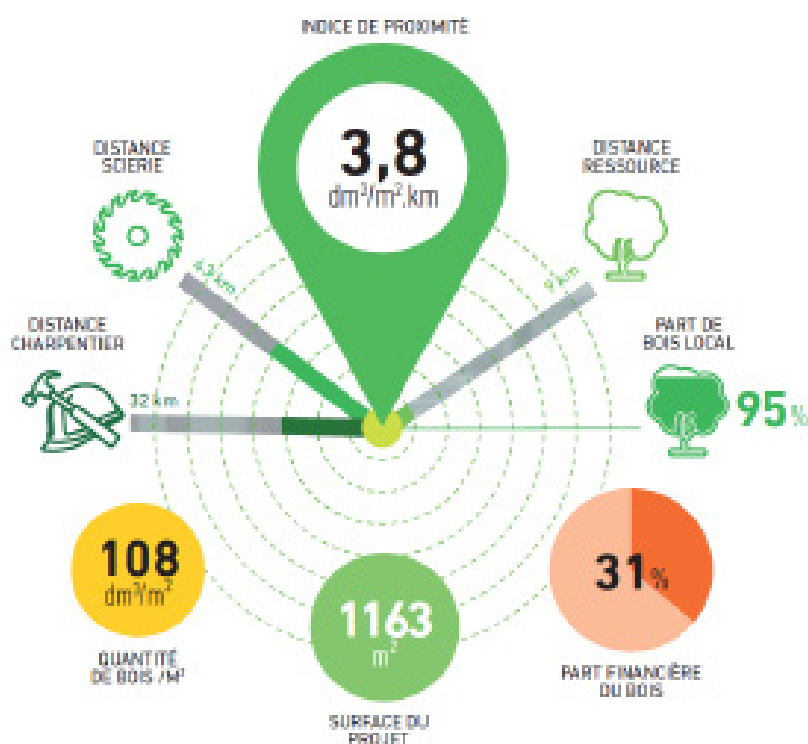 INDICE DE PROXIMITÉ
3,8
dm³/m².km
DISTANCE
SCIERIE
DISTANCE
RESSOURCE
9 km
DISTANCE
CHARPENTIER
32 km
PART DE
BOIS LOCAL
95%
108
dm³/m²
QUANTITÉ
DE BOIS /M²
1163
m²
SURFACE DU
PROJET
31%
PART FINANCIÈRE
DU BOIS